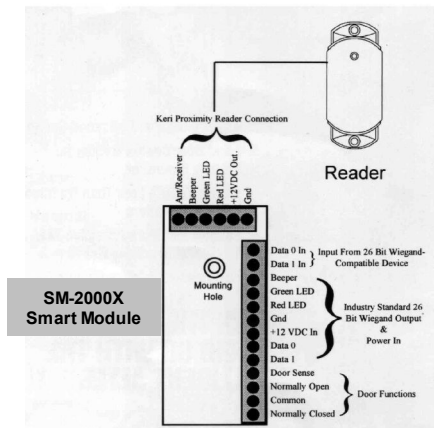 Keri Proximity Reader Connection
Ant/Receiver
Beeper
Green LED
Red LED
+12VDC Out.
Gnd
Reader
Data 0 In
Data 1 In
Input From 26 Bit Wiegand-
Compatible Device
Mounting
Hole
SM-2000X
Smart Module
Beeper
Green LED
Red LED
Gnd
+12 VDC In
Data 0
Data 1
Industry Standard 26
Bit Wiegand Output
&
Power In
Door Sense
Normally Open
Common
Normally Closed
Door Functions